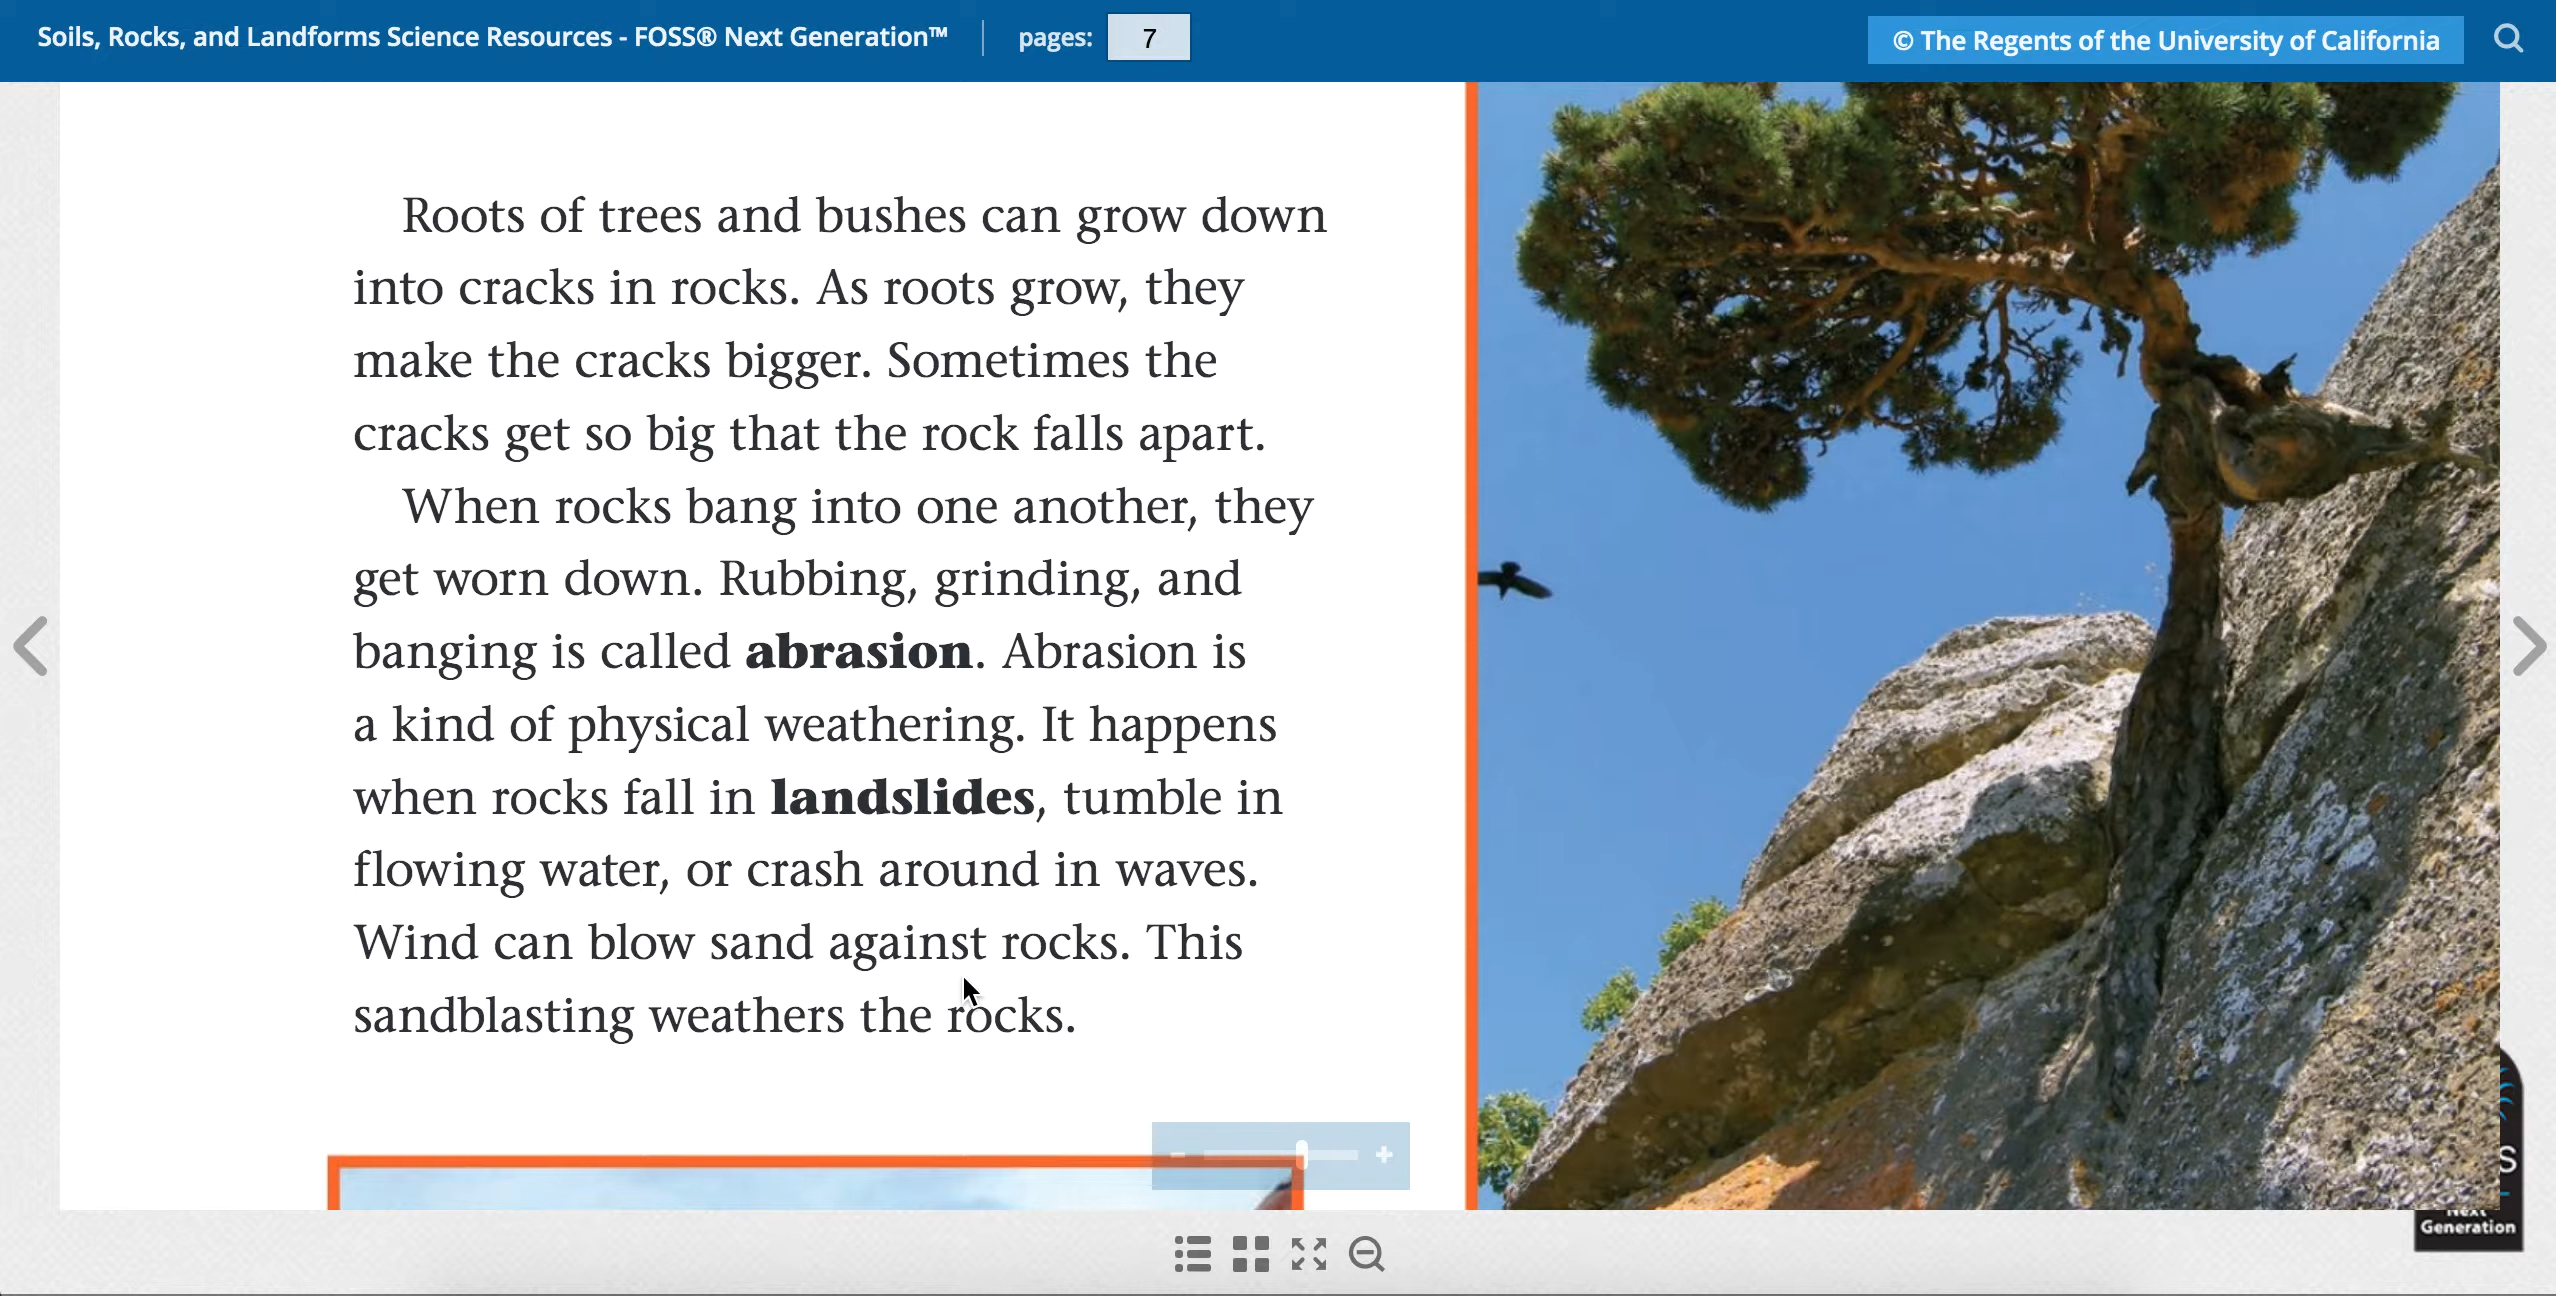 Soils, Rocks, and Landforms Science Resources - FOSS® Next Generation™
pages: 7
© The Regents of the University of California
Roots of trees and bushes can grow down
into cracks in rocks. As roots grow, they
make the cracks bigger. Sometimes the
cracks get so big that the rock falls apart.
When rocks bang into one another, they
get worn down. Rubbing, grinding, and
banging is called abrasion. Abrasion is
a kind of physical weathering. It happens
when rocks fall in landslides, tumble in
flowing water, or crash around in waves.
Wind can blow sand against rocks. This
sandblasting weathers the rocks.
S
Next
Generation